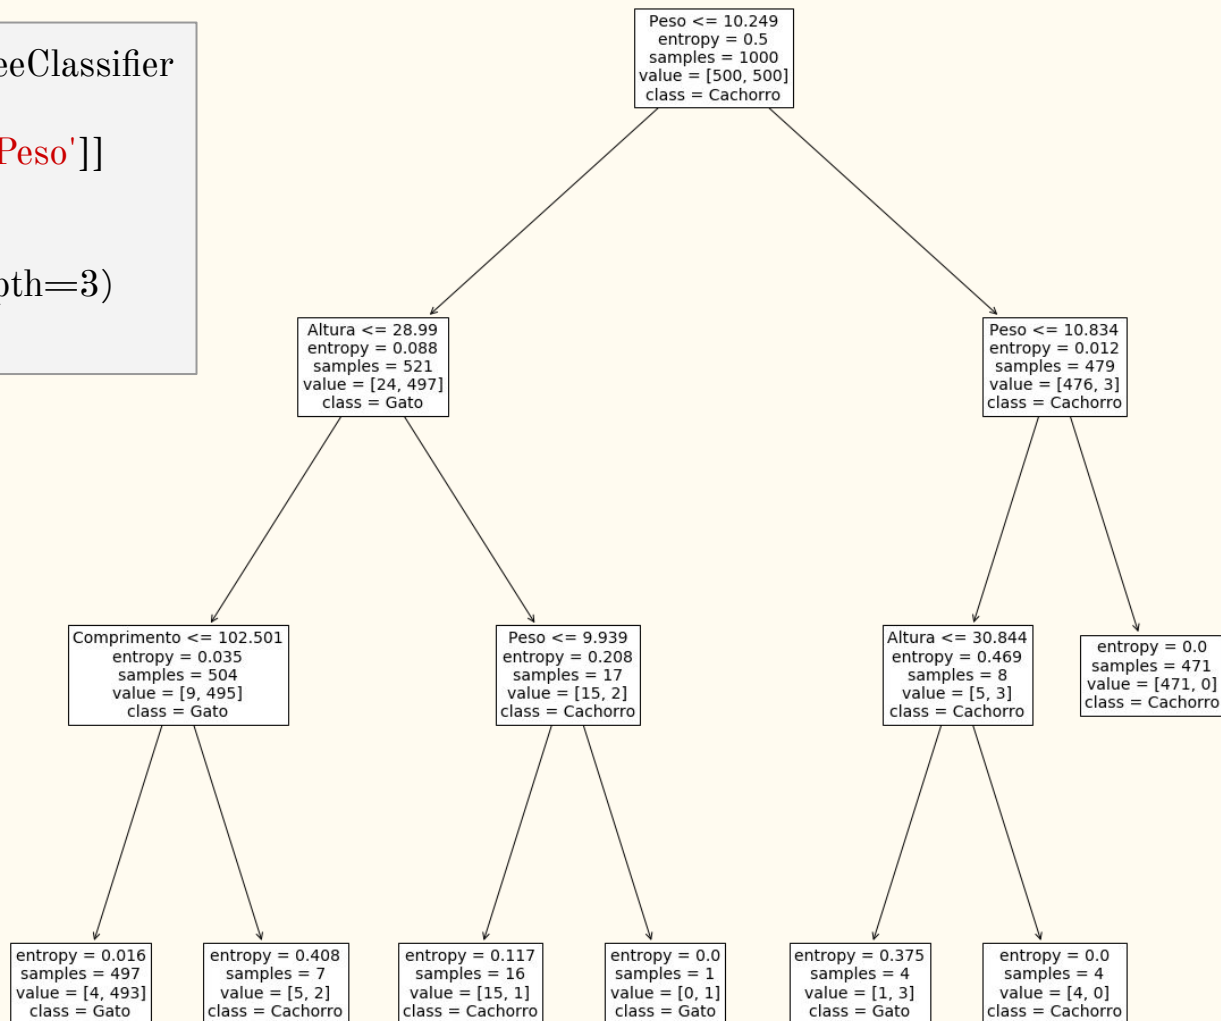 eeClassifier
Peso']]
pth=3)
Peso <= 10.249
entropy = 0.5
samples = 1000
value = [500, 500]
class = Cachorro
Altura <= 28.99
entropy = 0.088
samples = 521
value = [24, 497]
class = Gato
Peso <= 10.834
entropy = 0.012
samples = 479
value = [476, 3]
class = Cachorro
Comprimento <= 102.501
entropy = 0.035
samples = 504
value = [9, 495]
class = Gato
Peso <= 9.939
entropy = 0.208
samples = 17
value = [15, 2]
class = Cachorro
Altura <= 30.844
entropy = 0.469
samples = 8
value = [5, 3]
class = Cachorro
entropy = 0.0
samples = 471
value = [471, 0]
class = Cachorro
entropy = 0.016
samples = 497
value = [4, 493]
class = Gato
entropy = 0.408
samples = 7
value = [5, 2]
class = Cachorro
entropy = 0.117
samples = 16
value = [15, 1]
class = Cachorro
entropy = 0.0
samples = 1
value = [0, 1]
class = Gato
entropy = 0.375
samples = 4
value = [1, 3]
class = Gato
entropy = 0.0
samples = 4
value = [4, 0]
class = Cachorro